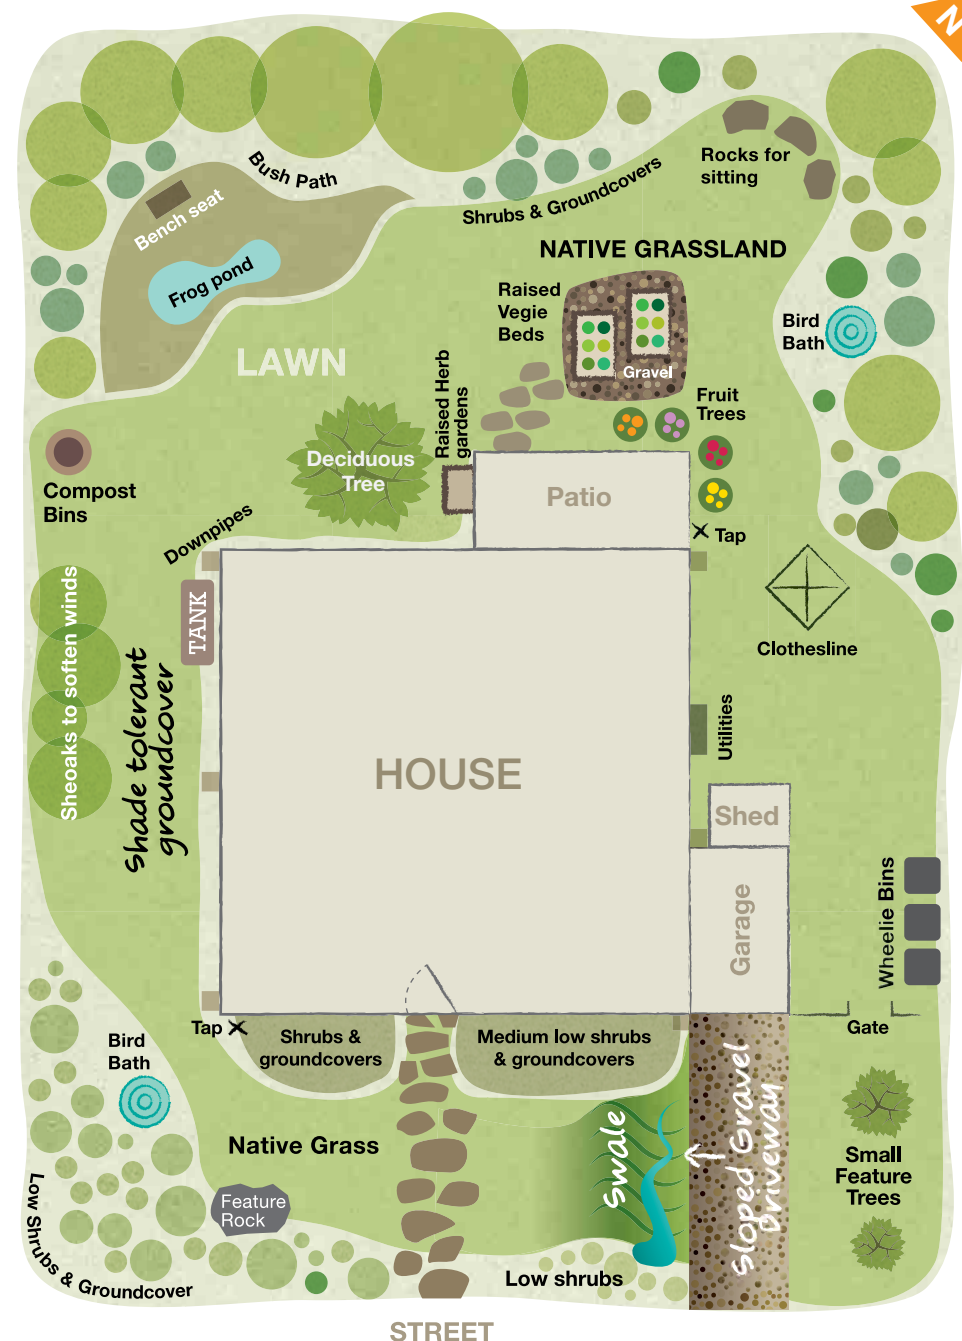 N
Bush Path
Bench seat
Frog pond
Shrubs & Groundcovers
Rocks for
sitting
NATIVE GRASSLAND
Raised
Vegie
Beds
Gravel
Bird
Bath
LAWN
Raised Herb
gardens
Fruit
Trees
Deciduous
Tree
Compost
Bins
Patio
Downpipes
Tap
TANK
Sheoaks to soften winds
Shade tolerant
groundcover
Clothesline
Utilities
HOUSE
Shed
Garage
Wheelie Bins
Gate
Tap
Shrubs &
groundcovers
Medium low shrubs
& groundcovers
Bird
Bath
Native Grass
Swale
Sloped Gravel
Driveway
Small
Feature
Trees
Feature
Rock
Low Shrubs & Groundcover
Low shrubs
STREET